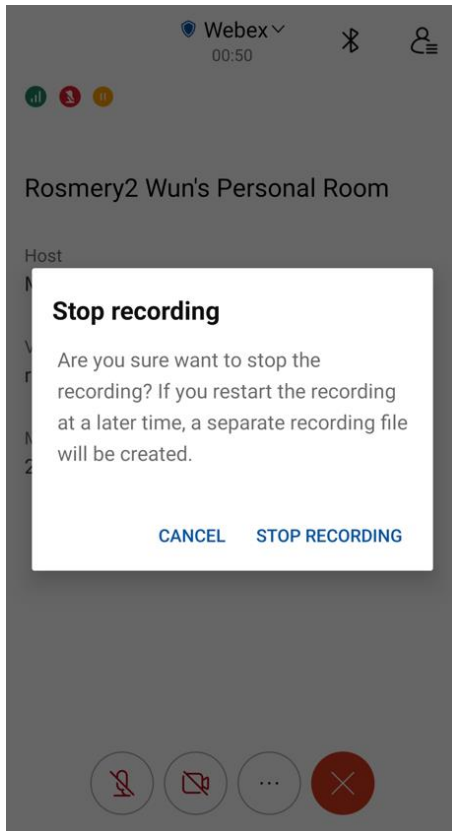 Webex
00:50
Rosmery2 Wun's Personal Room
Host
Stop recording
Are you sure want to stop the
recording? If you restart the recording
at a later time, a separate recording file
will be created.
CANCEL STOP RECORDING